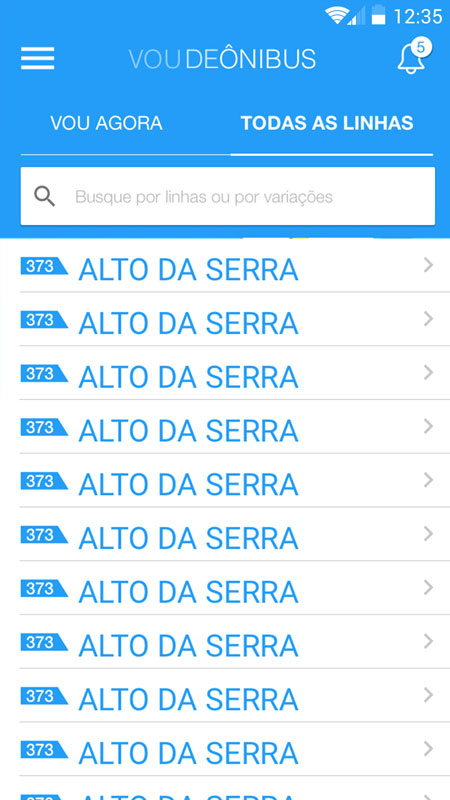 12:35
VOUDEÔNIBUS
5
VOU AGORA
TODAS AS LINHAS
Busque por linhas ou por variações
373 ALTO DA SERRA
373 ALTO DA SERRA
373 ALTO DA SERRA
373 ALTO DA SERRA
373 ALTO DA SERRA
373 ALTO DA SERRA
373 ALTO DA SERRA
373 ALTO DA SERRA
373 ALTO DA SERRA
373 ALTO DA SERRA